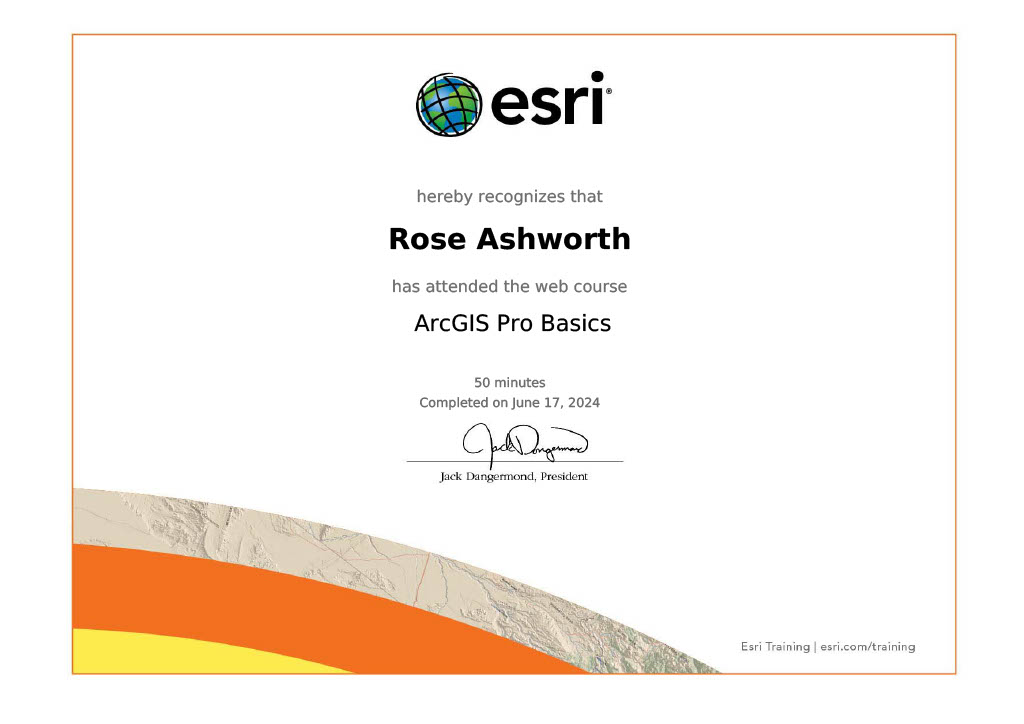 esri®
hereby recognizes that
Rose Ashworth
has attended the web course
ArcGIS Pro Basics
50 minutes
Completed on June 17, 2024
Jack Dangermond
Jack Dangermond, President
Esri Training | esri.com/training